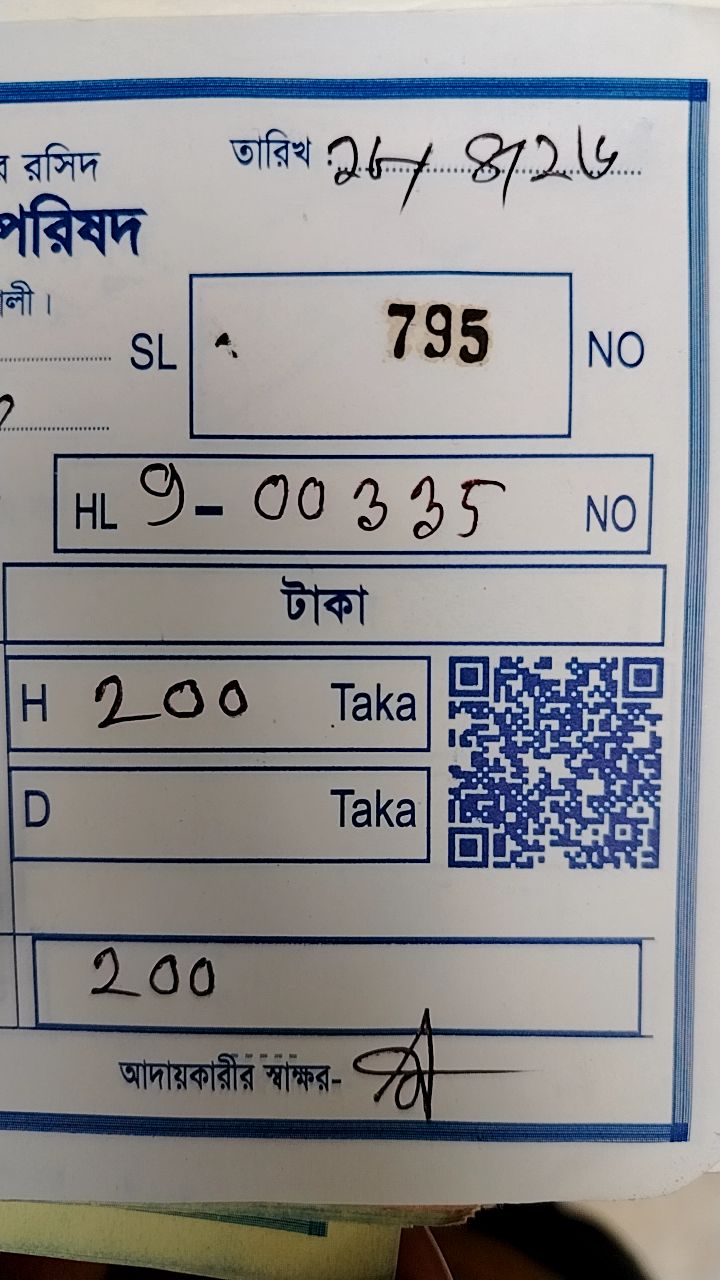 র রসিদ
তারিখ :
পরিষদ
লী।
SL 795 NO
HL 9-00335 NO
টাকা
H 200 Taka
D Taka
200
আদায়কারীর স্বাক্ষর-